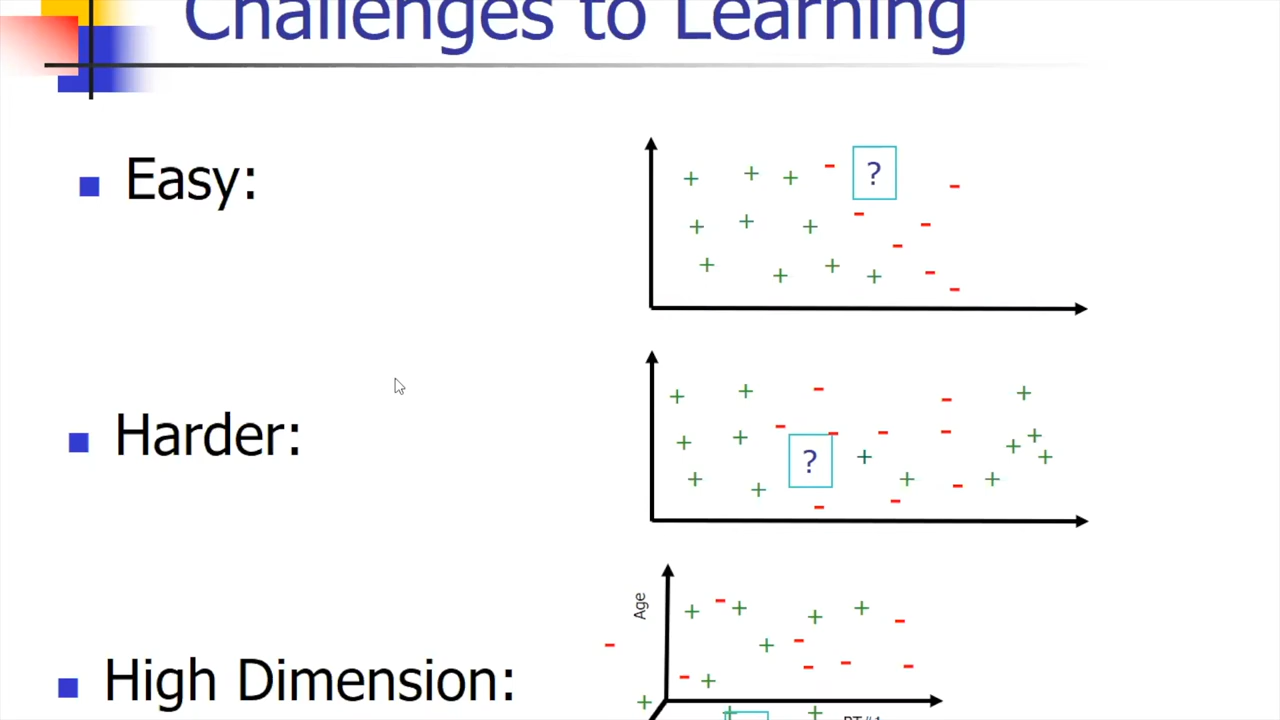 Challenges to Learning
Easy:
?
Harder:
?
Age
High Dimension: